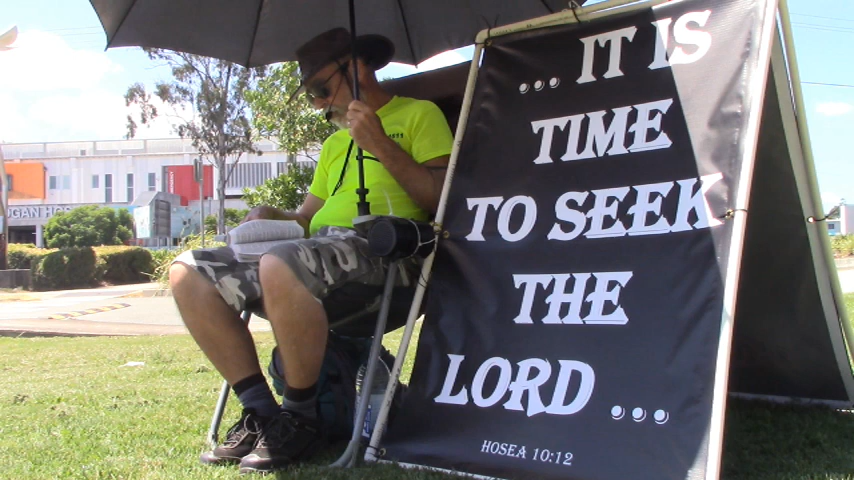 ... IT IS
TIME
TO SEEK
THE
LORD ...
HOSEA 10:12